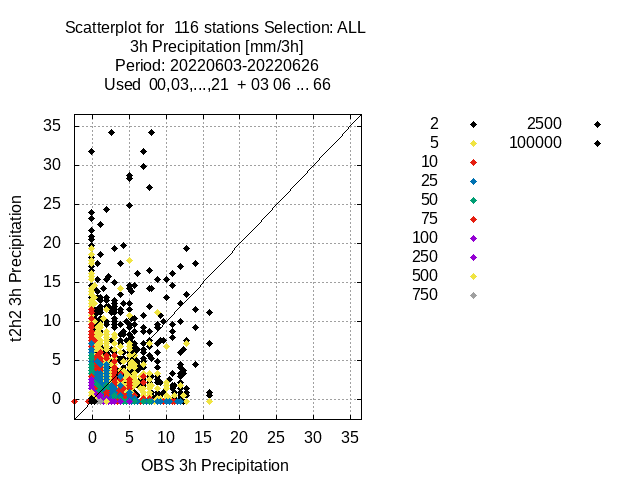 Scatterplot for  116 stations Selection: ALL
3h Precipitation [mm/3h]
Period: 20220603-20220626
Used  00,03,...,21  + 03 06 ... 66
35
30
25
20
15
10
5
0
t2h2 3h Precipitation
0 5 10 15 20 25 30 35
OBS 3h Precipitation
2 2500
5 100000
10
25
50
75
100
250
500
750